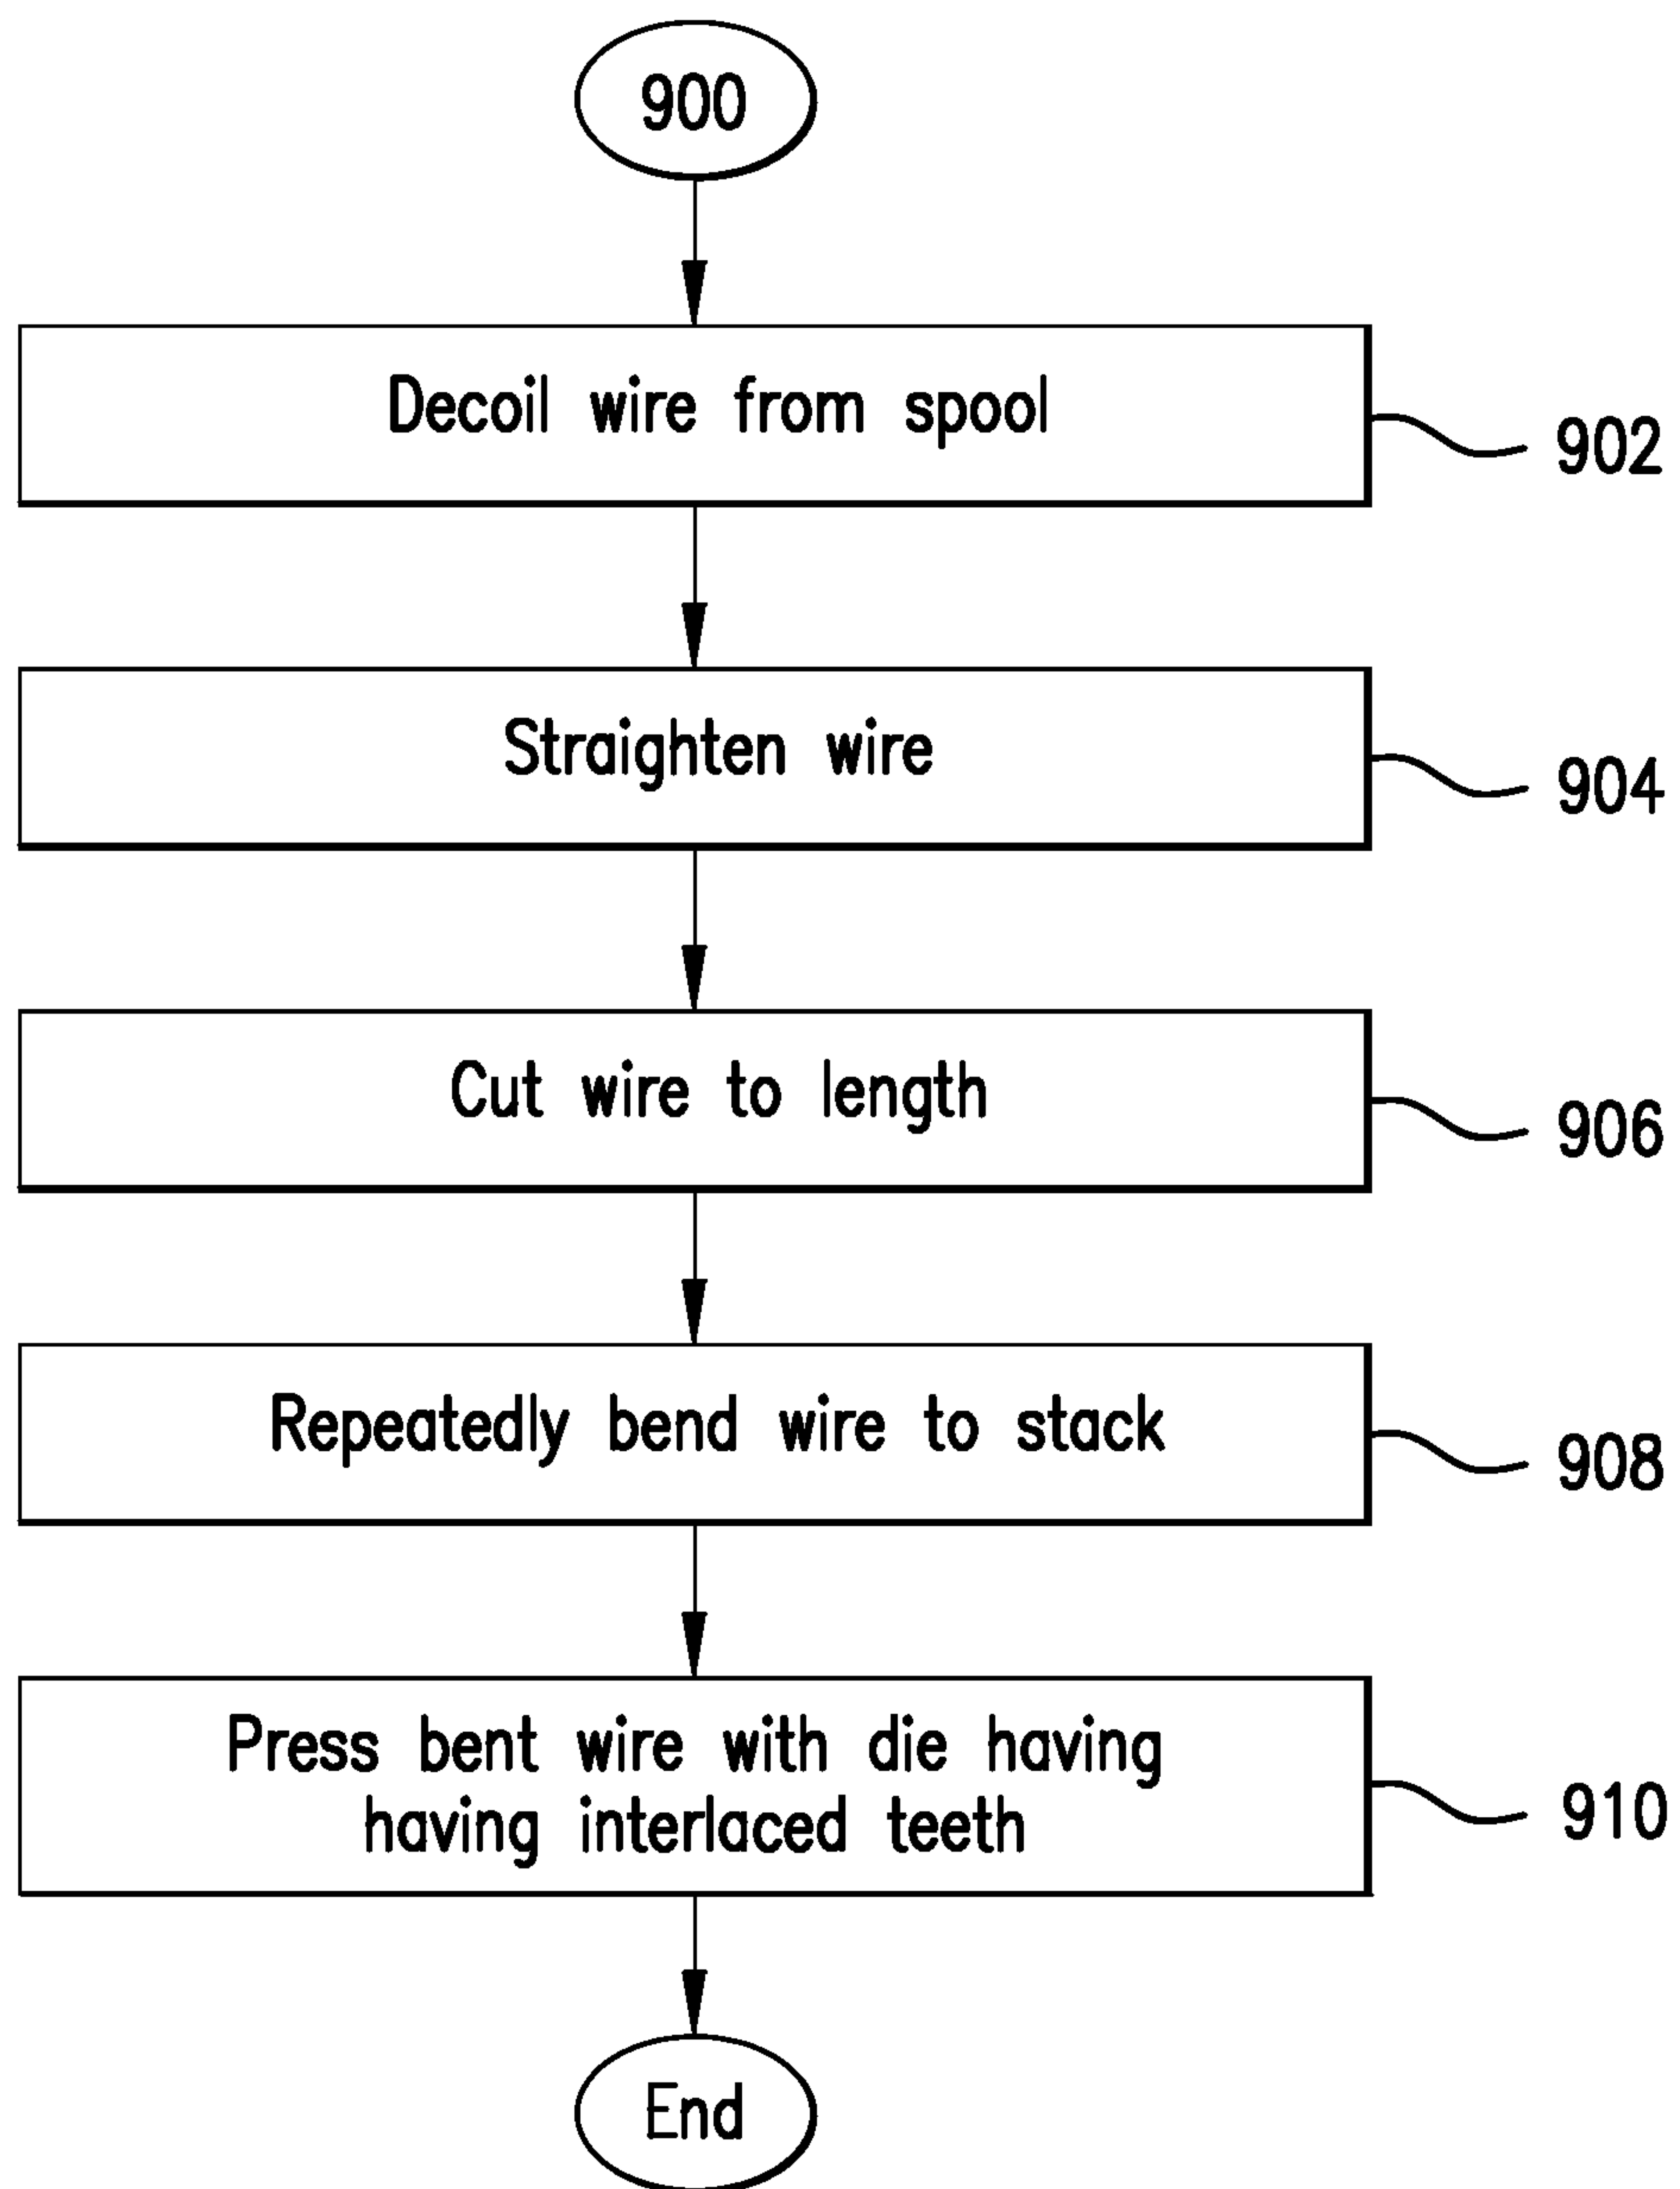 900
Decoil wire from spool
902
Straighten wire
904
Cut wire to length
906
Repeatedly bend wire to stack
908
Press bent wire with die having
having interlaced teeth
910
End